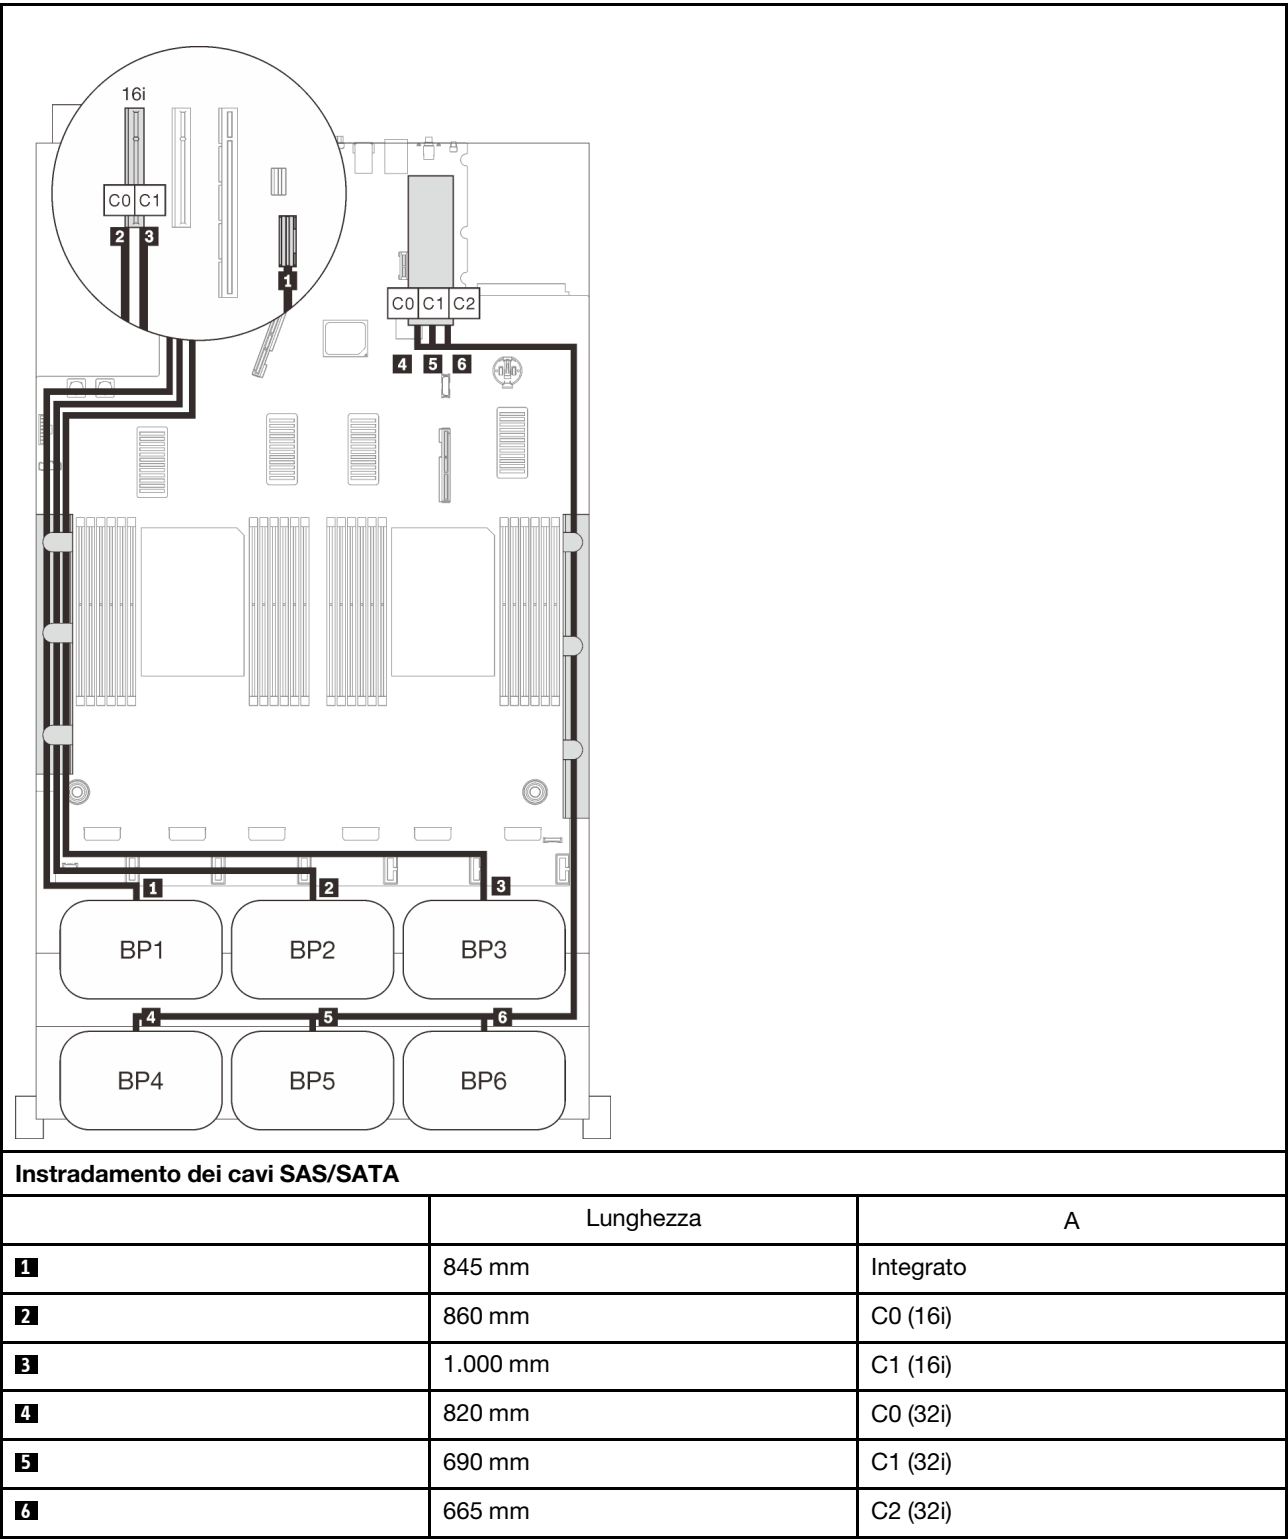 16i
C0 C1
2 3
1
C0 C1 C2
4 5 6
1 2 3
BP1 BP2 BP3
4 5 6
BP4 BP5 BP6
Instradamento dei cavi SAS/SATA
Lunghezza A
1 845 mm Integrato
2 860 mm C0 (16i)
3 1.000 mm C1 (16i)
4 820 mm C0 (32i)
5 690 mm C1 (32i)
6 665 mm C2 (32i)